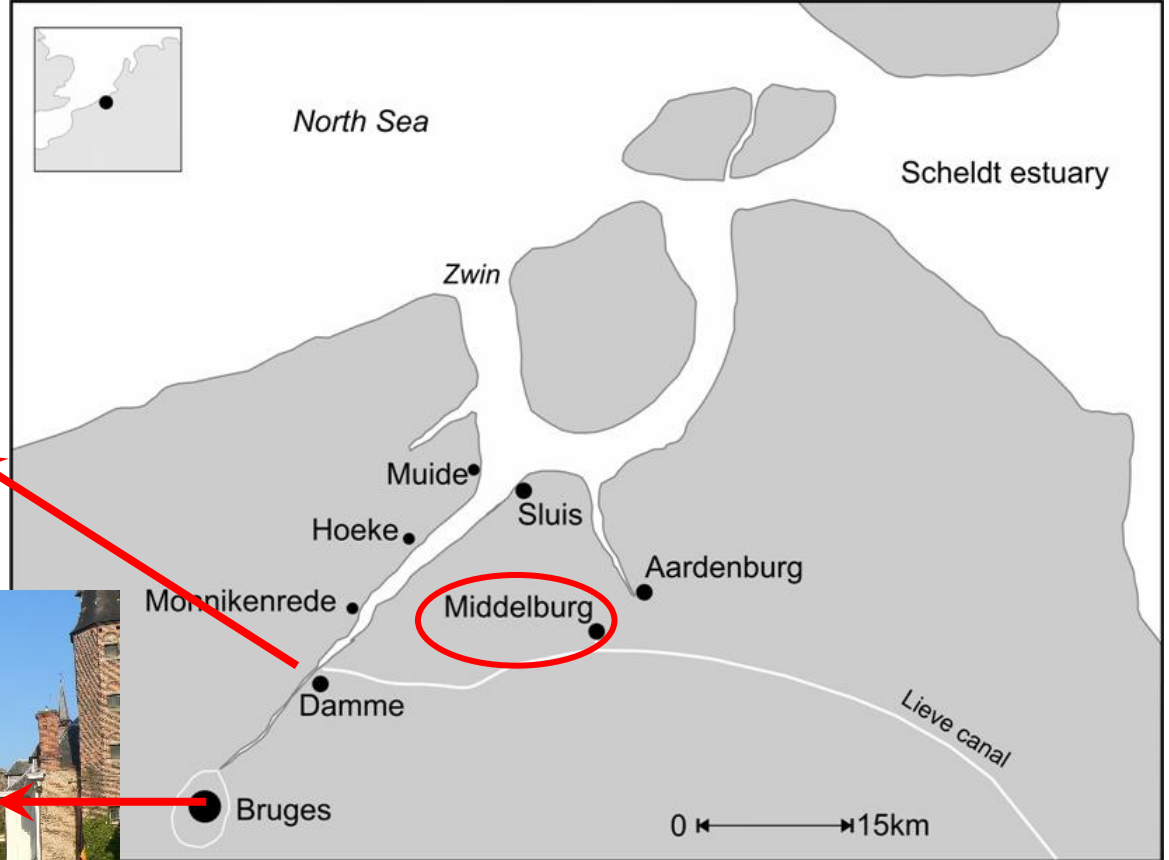 North Sea
Scheldt estuary
Zwin
Muide
Sluis
Hoeke
Aardenburg
Monnikenrede
Middelburg
Damme
Lieve canal
Bruges
0 15km